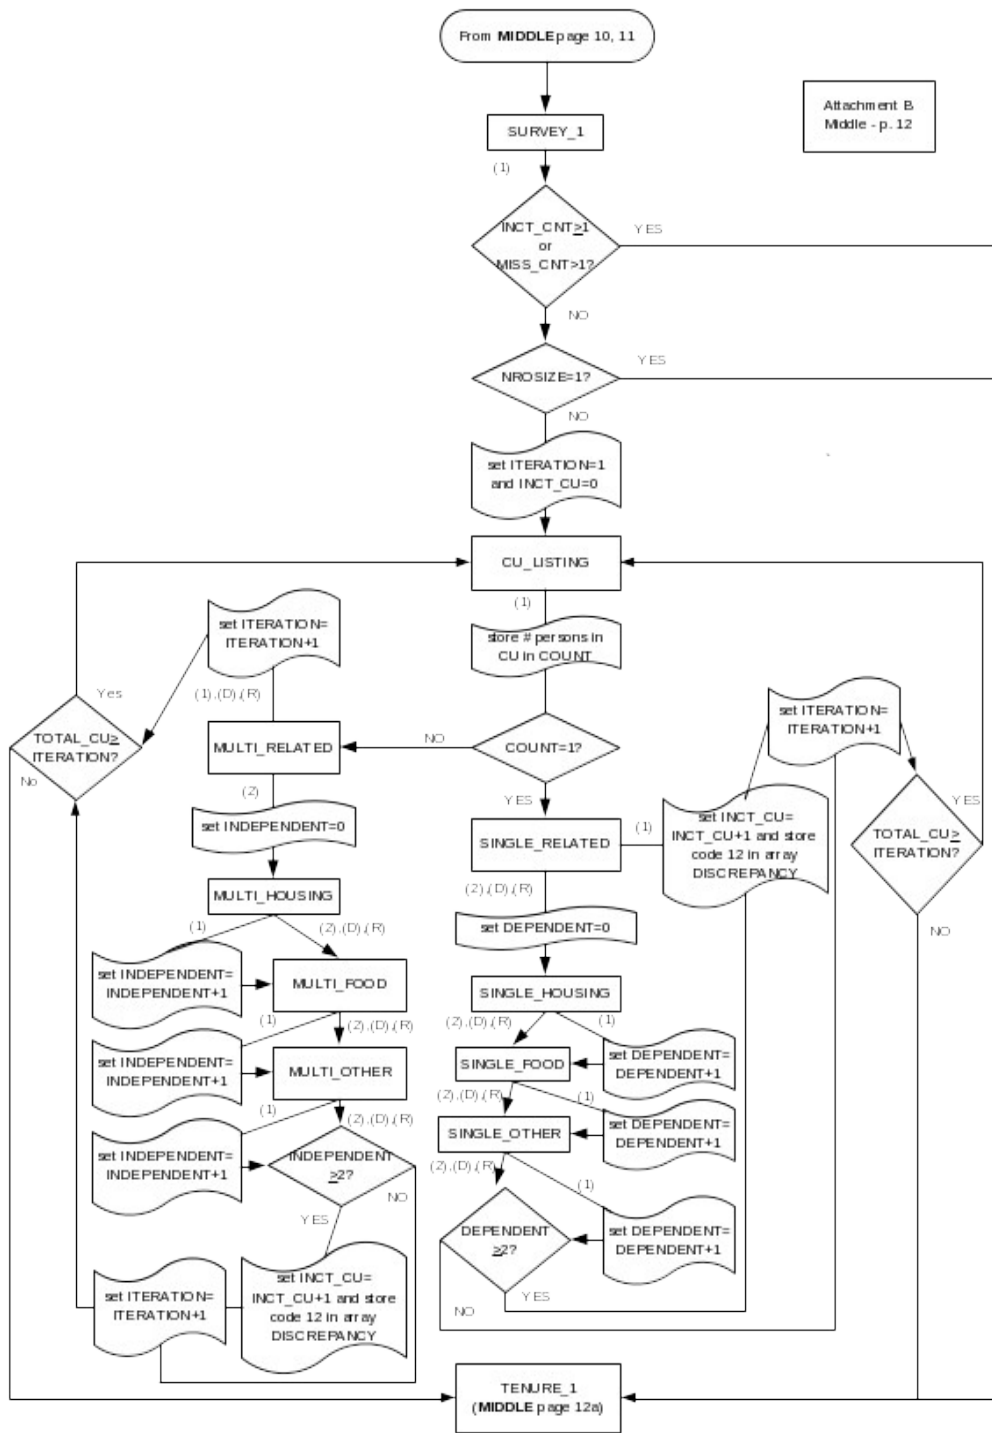 From MIDDLE page 10, 11
Attachment B
Middle - p. 12
SURVEY_1
(1)
INCT_CNT≥1
or
MISS_CNT>1?
YES
NO
NROSIZE=1?
YES
NO
set ITERATION=1
and INCT_CU=0
CU_LISTING
(1)
store # persons in
CU in COUNT
set ITERATION=
ITERATION+1
(1),(D),(R)
Yes
TOTAL_CU≥
ITERATION?
No
MULTI_RELATED
NO
COUNT=1?
YES
set ITERATION=
ITERATION+1
(2)
set INDEPENDENT=0
SINGLE_RELATED
(1)
set INCT_CU=
INCT_CU+1 and store
code 12 in array
DISCREPANCY
YES
TOTAL_CU≥
ITERATION?
NO
MULTI_HOUSING
(2),(D),(R)
set DEPENDENT=0
(1)
(2),(D),(R)
set INDEPENDENT=
INDEPENDENT+1
MULTI_FOOD
SINGLE_HOUSING
(1)
(2),(D),(R)
(2),(D),(R)
(1)
set INDEPENDENT=
INDEPENDENT+1
MULTI_OTHER
SINGLE_FOOD
set DEPENDENT=
DEPENDENT+1
(1)
(2),(D),(R)
(2),(D),(R)
(1)
set INDEPENDENT=
INDEPENDENT+1
INDEPENDENT
≥2?
NO
YES
SINGLE_OTHER
set DEPENDENT=
DEPENDENT+1
(2),(D),(R)
(1)
DEPENDENT
≥2?
set DEPENDENT=
DEPENDENT+1
NO
YES
set ITERATION=
ITERATION+1
set INCT_CU=
INCT_CU+1 and store
code 12 in array
DISCREPANCY
TENURE_1
(MIDDLE page 12a)